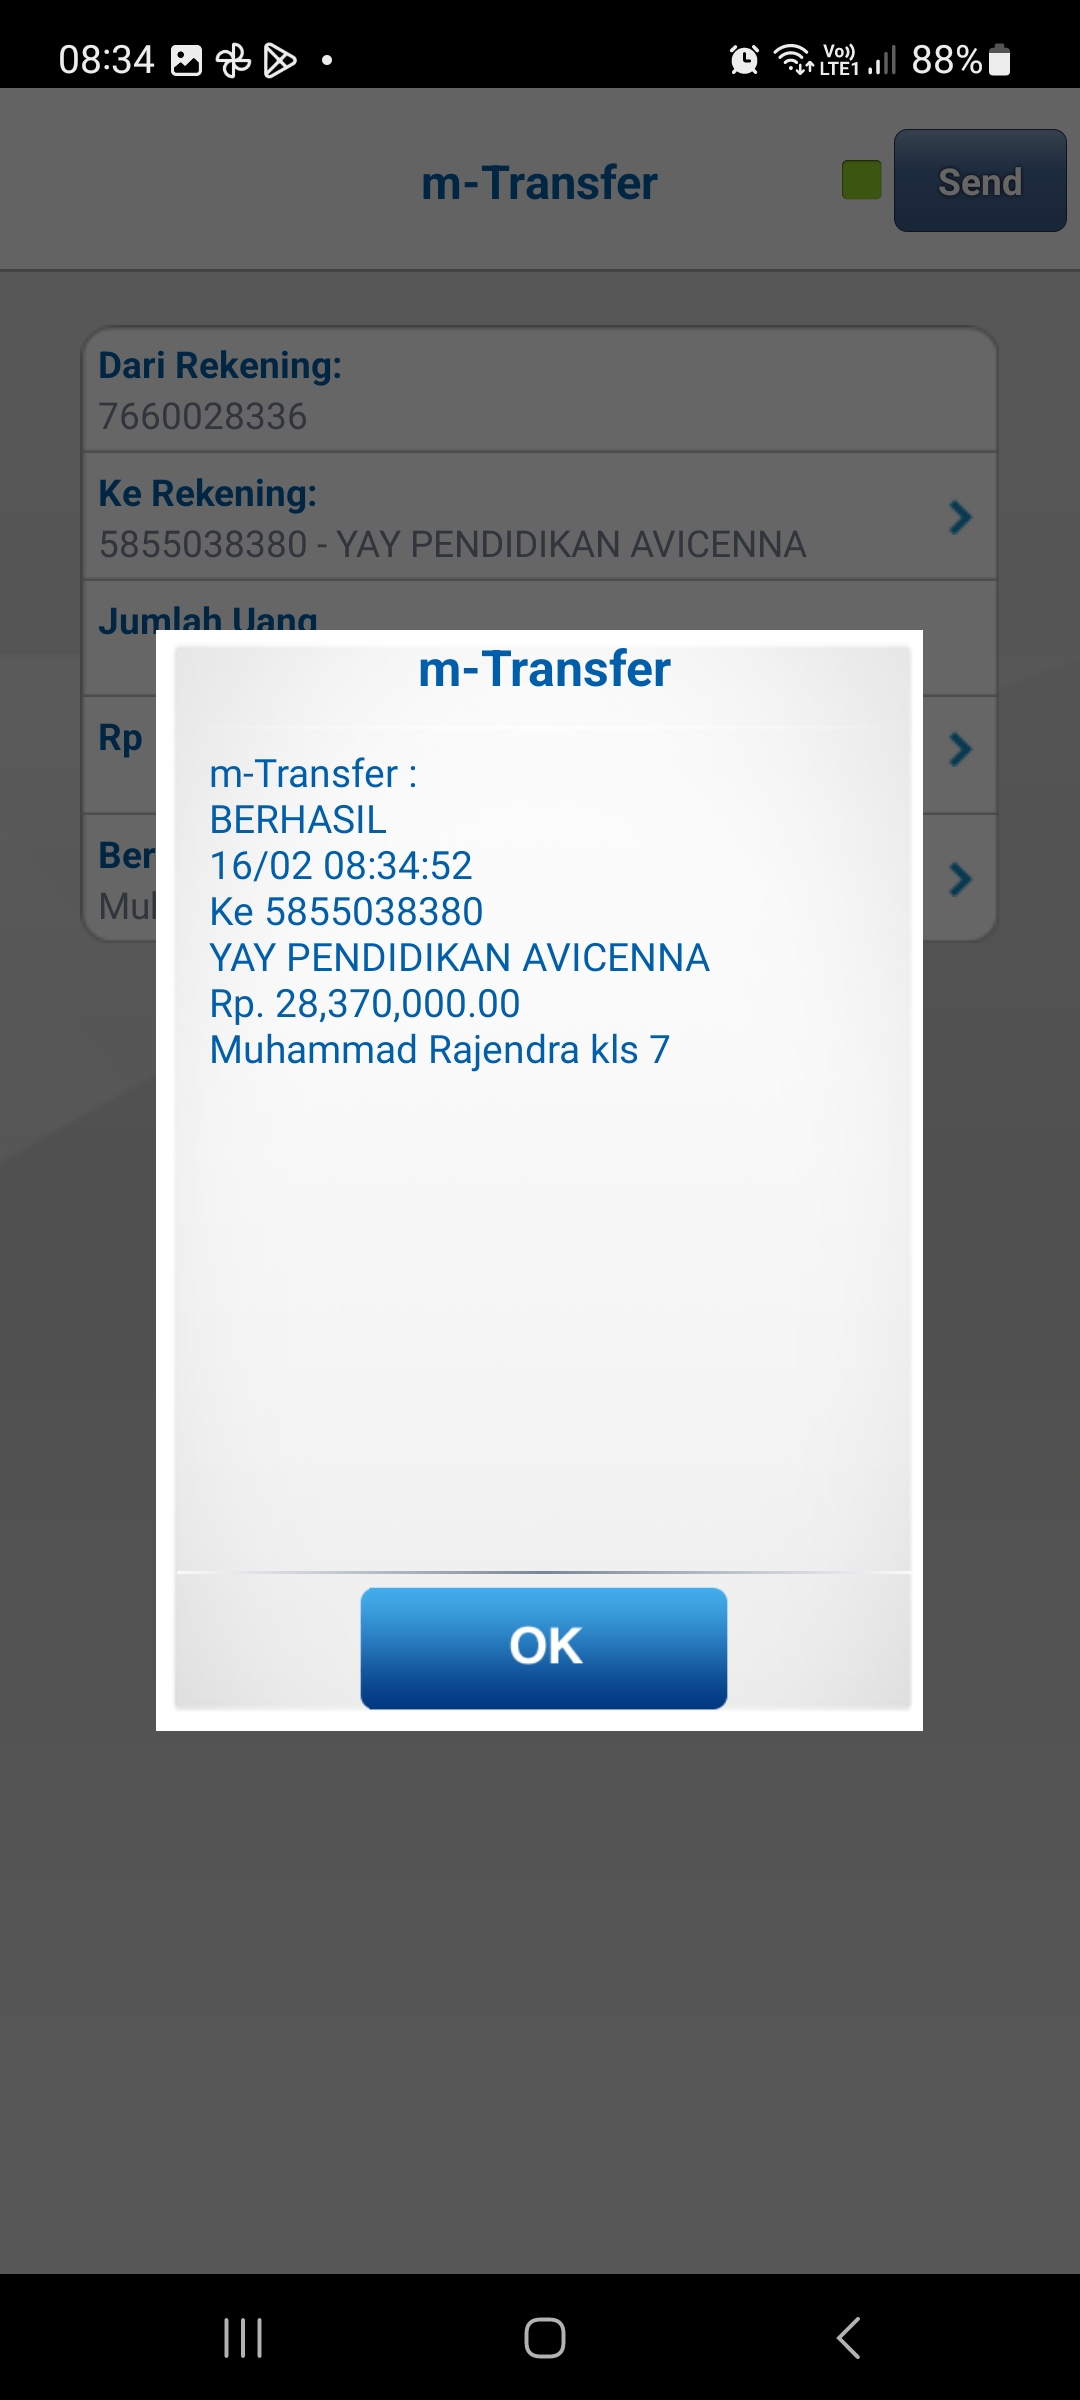 08:34
Vo))
LTE1
88%
m-Transfer
Send
Dari Rekening:
7660028336
Ke Rekening:
5855038380 - YAY PENDIDIKAN AVICENNA
Jumlah Uang
Rp
Ber
m-Transfer
m-Transfer :
BERHASIL
16/02 08:34:52
Ke 5855038380
YAY PENDIDIKAN AVICENNA
Rp. 28,370,000.00
Muhammad Rajendra kls 7
OK